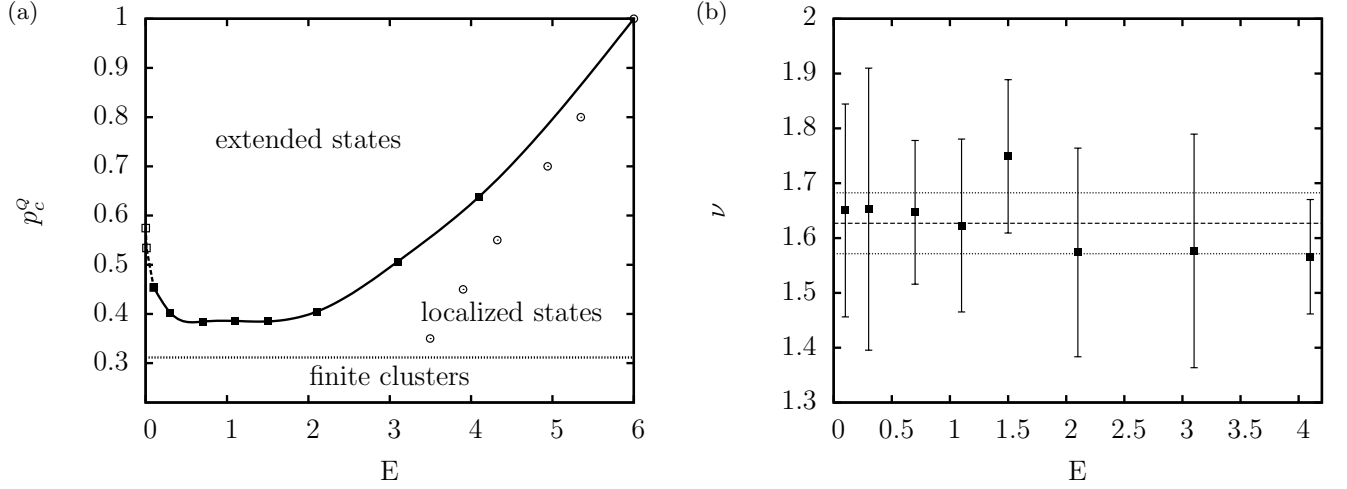 (a)
1
0.9
0.8
0.7
0.6
0.5
0.4
0.3
p_c^Q
extended states
localized states
finite clusters
0 1 2 3 4 5 6
E
(b)
2
1.9
1.8
1.7
1.6
1.5
1.4
1.3
ν
0 0.5 1 1.5 2 2.5 3 3.5 4
E